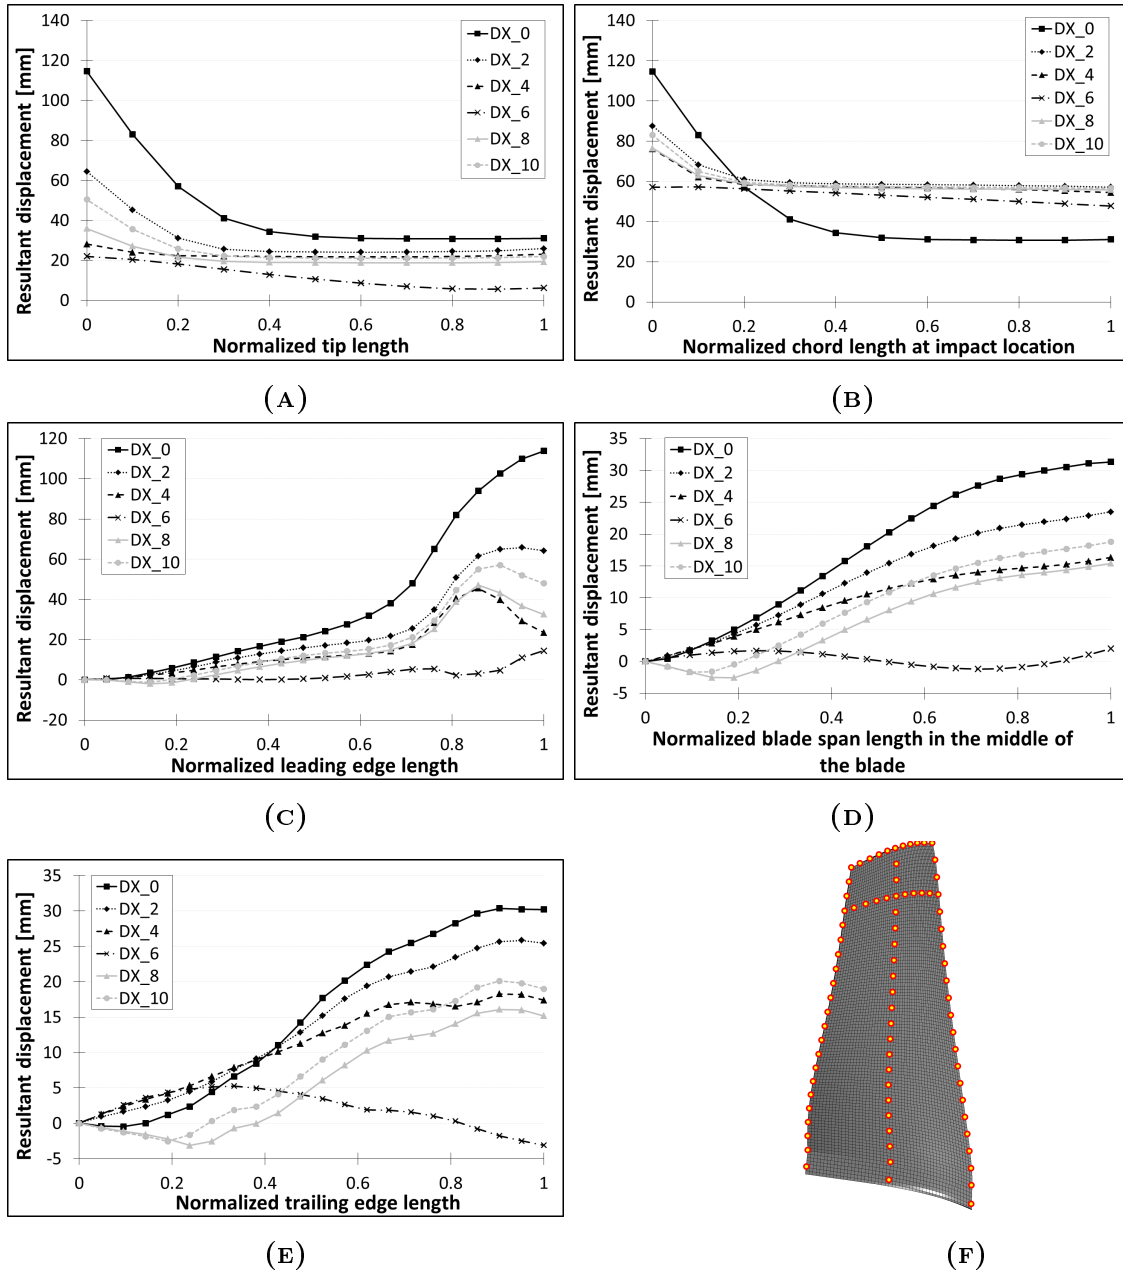 140
120
100
80
60
40
20
0
Resultant displacement [mm]
DX_0
DX_2
DX_4
DX_6
DX_8
DX_10
0 0.2 0.4 0.6 0.8 1
Normalized tip length
(A)
140
120
100
80
60
40
20
0
Resultant displacement [mm]
DX_0
DX_2
DX_4
DX_6
DX_8
DX_10
0 0.2 0.4 0.6 0.8 1
Normalized chord length at impact location
(B)
120
100
80
60
40
20
0
-20
Resultant displacement [mm]
DX_0
DX_2
DX_4
DX_6
DX_8
DX_10
0 0.2 0.4 0.6 0.8 1
Normalized leading edge length
(C)
35
30
25
20
15
10
5
0
-5
Resultant displacement [mm]
DX_0
DX_2
DX_4
DX_6
DX_8
DX_10
0 0.2 0.4 0.6 0.8 1
Normalized blade span length in the middle of
the blade
(D)
35
30
25
20
15
10
5
0
-5
Resultant displacement [mm]
DX_0
DX_2
DX_4
DX_6
DX_8
DX_10
0 0.2 0.4 0.6 0.8 1
Normalized trailing edge length
(E)
(F)